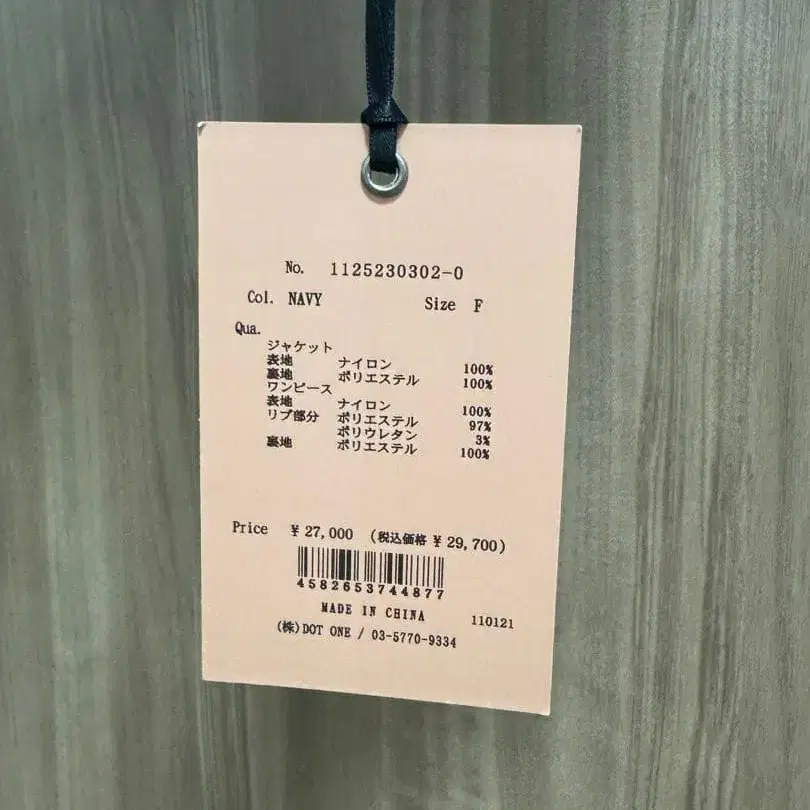 No. 1125230302-0
Col. NAVY Size F
Qua.
ジャケット
表地 ナイロン 100%
裏地 ポリエステル 100%
ワンピース
表地 ナイロン 100%
リブ部分 ポリエステル 97%
ポリウレタン 3%
裏地 ポリエステル 100%
Price ¥ 27,000 (税込価格 ¥ 29,700)
4582653744877
MADE IN CHINA 110121
(株)DOT ONE / 03-5770-9334